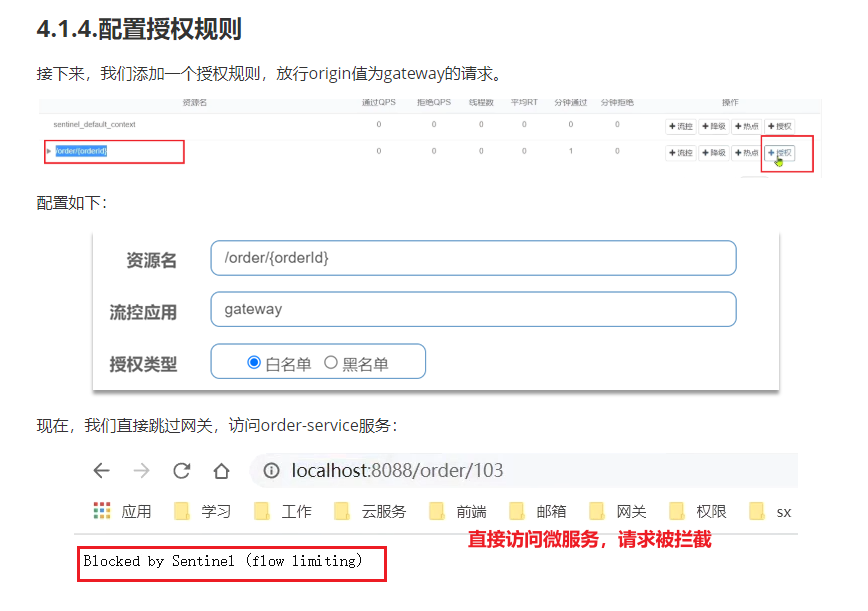 4.1.4.配置授权规则
接下来，我们添加一个授权规则，放行origin值为gateway的请求。
资源名 通过QPS 拒绝QPS 线程数 平均RT 分钟通过 分钟拒绝 操作
sentinel_default_context 0 0 0 0 0 0 +流控 +降级 +热点 +授权
/order/{orderId} 0 0 0 0 1 0 +流控 +降级 +热点 +授权
配置如下：
资源名 /order/{orderId}
流控应用 gateway
授权类型 白名单 黑名单
现在，我们直接跳过网关，访问order-service服务：
localhost:8088/order/103
应用 学习 工作 云服务 前端 邮箱 网关 权限 sx
直接访问微服务，请求被拦截
Blocked by Sentinel (flow limiting)